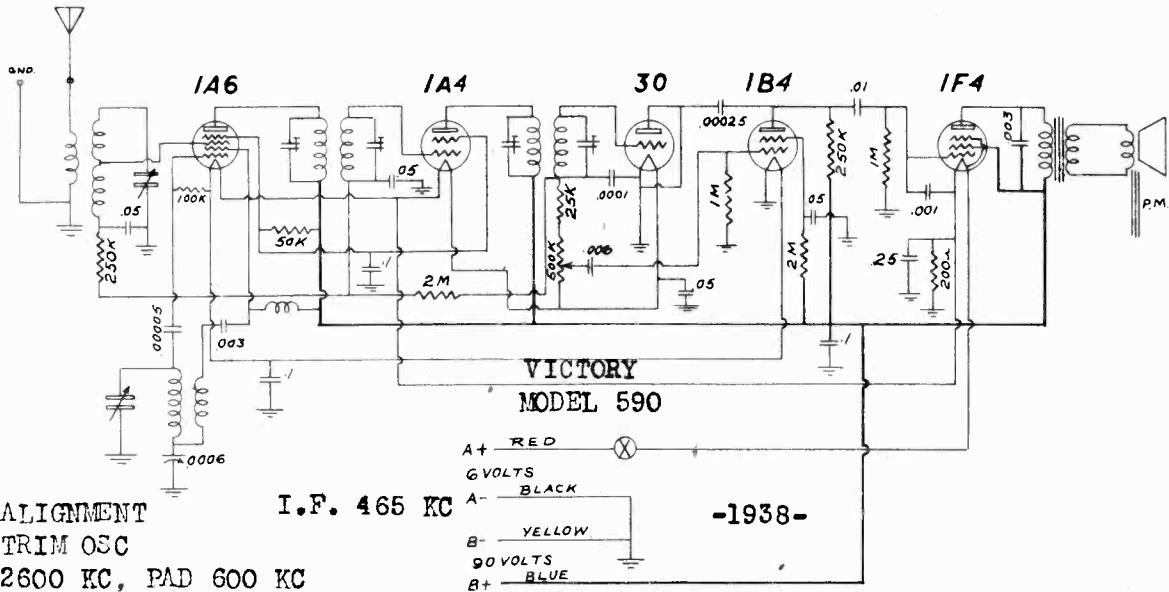 GND.
1A6
1A4
30
1B4
1F4
.00025
.01
.003
P.M.
100K
.05
250K
50K
.05
.1
2M
.0001
25K
500K
.006
1M
.05
2M
.05
250K
1M
.001
.25
200ω
.1
.00005
.003
.1
.0006
VICTORY
MODEL 590
A+ RED
6 VOLTS
A- BLACK
B- YELLOW
90 VOLTS
B+ BLUE
I.F. 465 KC
-1938-
ALIGNMENT
TRIM OSC
2600 KC, PAD 600 KC